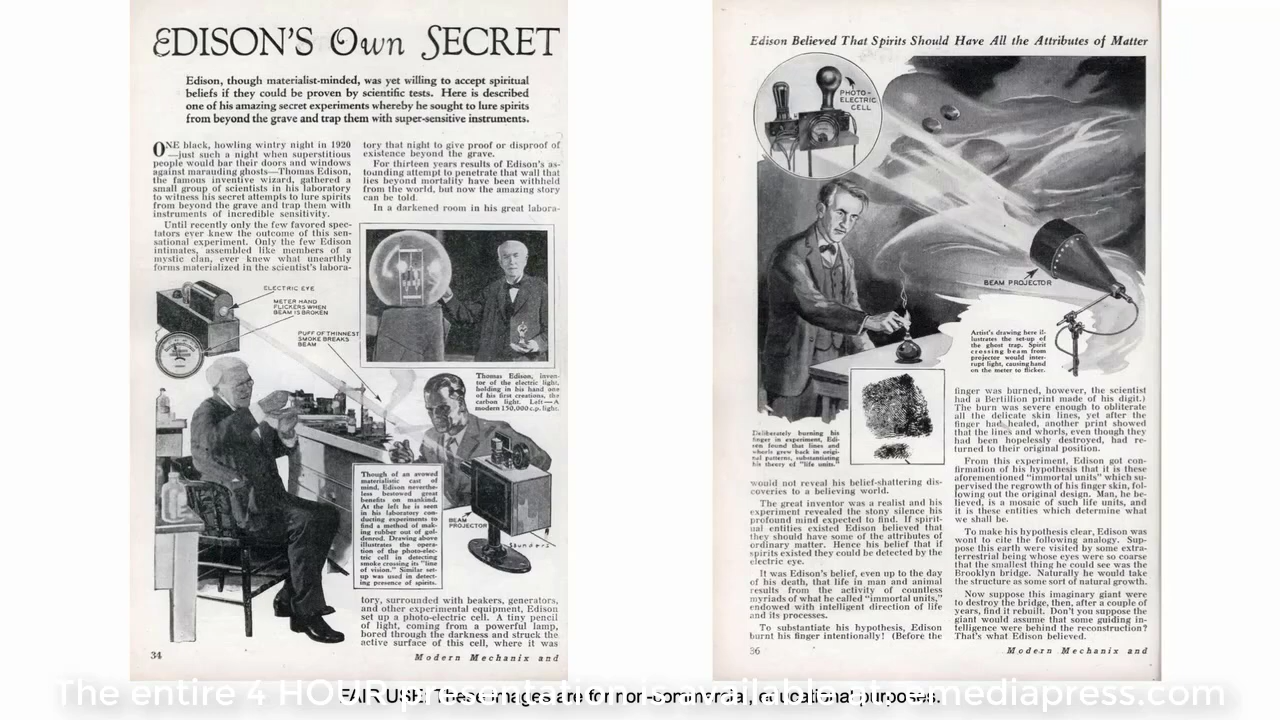 EDISON'S Own SECRET
Edison, though materialist-minded, was yet willing to accept spiritual
beliefs if they could be proven by scientific tests. Here is described
one of his amazing secret experiments whereby he sought to lure spirits
from beyond the grave and trap them with super-sensitive instruments.
ONE black, howling wintry night in 1920
—just such a night when superstitious
people would bar their doors and windows
against marauding ghosts—Thomas Edison,
the famous inventive wizard, gathered a
small group of scientists in his laboratory
to witness his secret attempts to lure spirits
from beyond the grave and trap them with
instruments of incredible sensitivity.
Until recently only the few favored spec-
tators ever knew the outcome of this sen-
sational experiment. Only the few Edison
intimates, assembled like members of a
mystic clan, ever knew what unearthly
forms materialized in the scientist's labora-
tory that night to give proof or disproof of
existence beyond the grave.
For thirteen years results of Edison's as-
tounding attempt to penetrate that wall that
lies beyond mortality have been withheld
from the world, but now the amazing story
can be told.
In a darkened room in his great labora-
ELECTRIC EYE
METER HAND
FLICKERS WHEN
BEAM IS BROKEN
PUFF OF THINNEST
SMOKE BREAKS
BEAM
Thomas Edison, inven-
tor of the electric light,
holding in his hand one
of his first creations, the
carbon light. Left—A
modern 150,000 c.p. light.
Though of an avowed
materialistic cast of
mind, Edison neverthe-
less bestowed great
benefits on mankind.
At the left he is seen
in his laboratory con-
ducting experiments to
find a method of mak-
ing rubber out of gol-
denrod. Drawing above
illustrates the opera-
tion of the photo-elec-
tric cell in detecting
smoke crossing its "line
of vision." Similar set-
up was used in detect-
ing presence of spirits.
BEAM
PROJECTOR
Saunders
tory, surrounded with beakers, generators,
and other experimental equipment, Edison
set up a photo-electric cell. A tiny pencil
of light, coming from a powerful lamp,
bored through the darkness and struck the
active surface of this cell, where it was
34
Modern Mechanix and
Edison Believed That Spirits Should Have All the Attributes of Matter
PHOTO-
ELECTRIC
CELL
BEAM PROJECTOR
Artist's drawing here il-
lustrates the set-up of
the ghost trap. Spirit
crossing beam from
projector would inter-
rupt light, causing hand
on the meter to flicker.
Deliberately burning his
finger in experiment, Edi-
son found that lines and
whorls grew back in origi-
nal patterns, substantiating
his theory of "life units."
would not reveal his belief-shattering dis-
coveries to a believing world.
The great inventor was a realist and his
experiment revealed the stony silence his
profound mind expected to find. If spirit-
ual entities existed Edison believed that
they should have some of the attributes of
ordinary matter. Hence his belief that if
spirits existed they could be detected by the
electric eye.
It was Edison's belief, even up to the day
of his death, that life in man and animal
results from the activity of countless
myriads of what he called "immortal units,"
endowed with intelligent direction of life
and its processes.
To substantiate his hypothesis, Edison
burnt his finger intentionally! (Before the
finger was burned, however, the scientist
had a Bertillion print made of his digit.)
The burn was severe enough to obliterate
all the delicate skin lines, yet after the
finger had healed, another print showed
that the lines and whorls, even though they
had been hopelessly destroyed, had re-
turned to their original position.
From this experiment, Edison got con-
firmation of his hypothesis that it is these
aforementioned "immortal units" which su-
pervised the regrowth of his finger skin, fol-
lowing out the original design. Man, he be-
lieved, is a mosaic of such life units, and
it is these entities which determine what
we shall be.
To make his hypothesis clear, Edison was
wont to cite the following analogy. Sup-
pose this earth were visited by some extra-
terrestrial being whose eyes were so coarse
that the smallest thing he could see was the
Brooklyn bridge. Naturally he would take
the structure as some sort of natural growth.
Now suppose this imaginary giant were
to destroy the bridge, then, after a couple of
years, find it rebuilt. Don't you suppose the
giant would assume that some guiding in-
telligence were behind the reconstruction?
That's what Edison believed.
36
Modern Mechanix and
FAIR USE: These images are for non-commercial, educational purposes.
The entire 4 HOUR presentation is available at mediapress.com